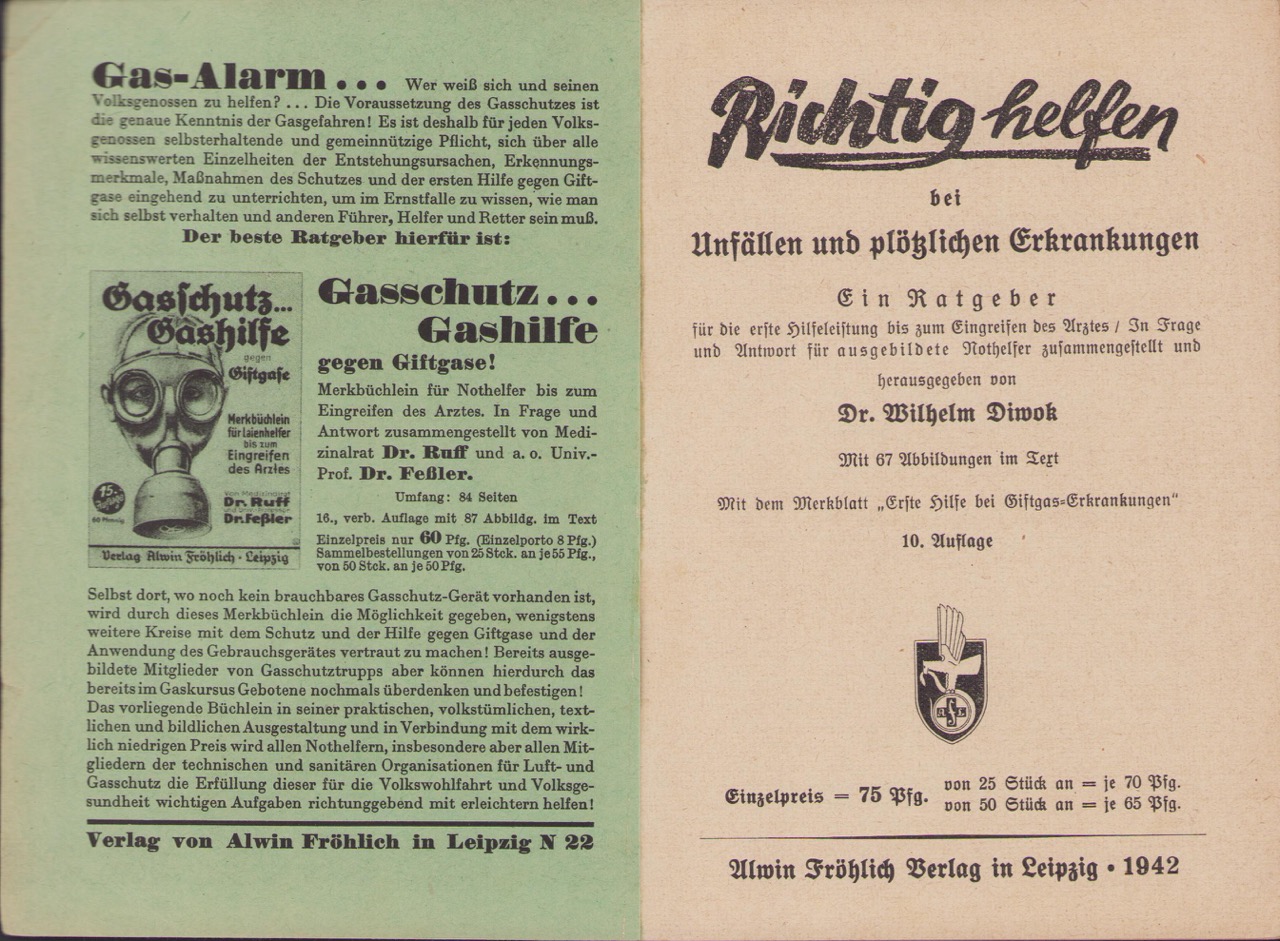 Gas-Alarm... Wer weiß sich und seinen
Volksgenossen zu helfen? ... Die Voraussetzung des Gasschutzes ist
die genaue Kenntnis der Gasgefahren! Es ist deshalb für jeden Volks-
genossen selbsterhaltende und gemeinnützige Pflicht, sich über alle
wissenswerten Einzelheiten der Entstehungsursachen, Erkennungs-
merkmale, Maßnahmen des Schutzes und der ersten Hilfe gegen Gift-
gase eingehend zu unterrichten, um im Ernstfalle zu wissen, wie man
sich selbst verhalten und anderen Führer, Helfer und Retter sein muß.
Der beste Ratgeber hierfür ist:
Gasschutz...
Gashilfe
gegen
Giftgase
Merkbüchlein
für Laienhelfer
bis zum
Eingreifen
des Arztes
15.
Auflage
60 Pfennig
von Medizinalrat
Dr. Ruff
Dr. Feßler
Verlag Alwin Fröhlich · Leipzig
Gasschutz...
Gashilfe
gegen Giftgase!
Merkbüchlein für Nothelfer bis zum
Eingreifen des Arztes. In Frage und
Antwort zusammengestellt von Medi-
zinalrat Dr. Ruff und a. o. Univ.-
Prof. Dr. Feßler.
Umfang: 84 Seiten
16., verb. Auflage mit 87 Abbildg. im Text
Einzelpreis nur 60 Pfg. (Einzelporto 8 Pfg.)
Sammelbestellungen von 25 Stck. an je 55 Pfg.,
von 50 Stck. an je 50 Pfg.
Selbst dort, wo noch kein brauchbares Gasschutz-Gerät vorhanden ist,
wird durch dieses Merkbüchlein die Möglichkeit gegeben, wenigstens
weitere Kreise mit dem Schutz und der Hilfe gegen Giftgase und der
Anwendung des Gebrauchsgerätes vertraut zu machen! Bereits ausge-
bildete Mitglieder von Gasschutztrupps aber können hierdurch das
bereits im Gaskursus Gebotene nochmals überdenken und befestigen!
Das vorliegende Büchlein in seiner praktischen, volkstümlichen, text-
lichen und bildlichen Ausgestaltung und in Verbindung mit dem wirk-
lich niedrigen Preis wird allen Nothelfern, insbesondere aber allen Mit-
gliedern der technischen und sanitären Organisationen für Luft- und
Gasschutz die Erfüllung dieser für die Volkswohlfahrt und Volksge-
sundheit wichtigen Aufgaben richtunggebend mit erleichtern helfen!
Verlag von Alwin Fröhlich in Leipzig N 22
Richtig helfen
bei
Unfällen und plötzlichen Erkrankungen
Ein Ratgeber
für die erste Hilfeleistung bis zum Eingreifen des Arztes / In Frage
und Antwort für ausgebildete Nothelfer zusammengestellt und
herausgegeben von
Dr. Wilhelm Diwok
Mit 67 Abbildungen im Text
Mit dem Merkblatt „Erste Hilfe bei Giftgas-Erkrankungen"
10. Auflage
Einzelpreis = 75 Pfg. von 25 Stück an = je 70 Pfg.
von 50 Stück an = je 65 Pfg.
Alwin Fröhlich Verlag in Leipzig • 1942